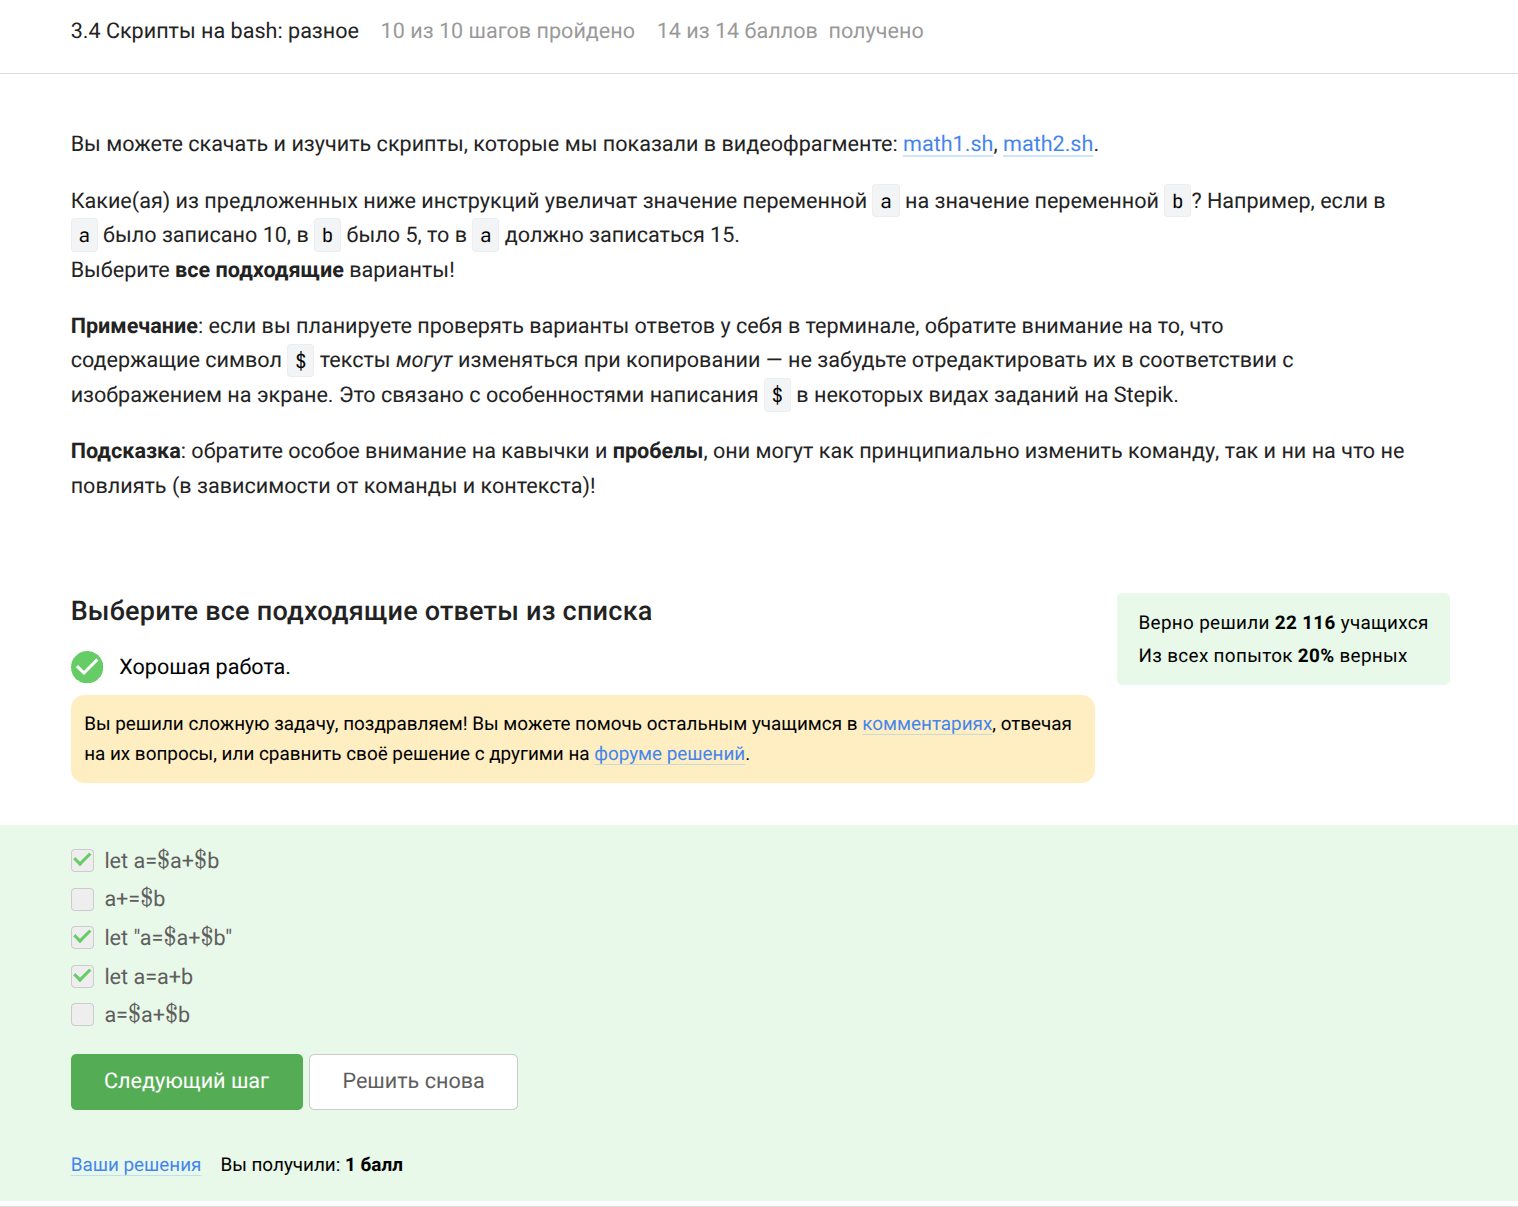 3.4 Скрипты на bash: разное 10 из 10 шагов пройдено 14 из 14 баллов получено
Вы можете скачать и изучить скрипты, которые мы показали в видеофрагменте: math1.sh, math2.sh.
Какие(ая) из предложенных ниже инструкций увеличат значение переменной a на значение переменной b? Например, если в
a было записано 10, в b было 5, то в a должно записаться 15.
Выберите все подходящие варианты!
Примечание: если вы планируете проверять варианты ответов у себя в терминале, обратите внимание на то, что
содержащие символ $ тексты могут изменяться при копировании — не забудьте отредактировать их в соответствии с
изображением на экране. Это связано с особенностями написания $ в некоторых видах заданий на Stepik.
Подсказка: обратите особое внимание на кавычки и пробелы, они могут как принципиально изменить команду, так и ни на что не
повлиять (в зависимости от команды и контекста)!
Выберите все подходящие ответы из списка
Верно решили 22 116 учащихся
Из всех попыток 20% верных
Хорошая работа.
Вы решили сложную задачу, поздравляем! Вы можете помочь остальным учащимся в комментариях, отвечая
на их вопросы, или сравнить своё решение с другими на форуме решений.
let a=$a+$b
a+=$b
let "a=$a+$b"
let a=a+b
a=$a+$b
Следующий шаг Решить снова
Ваши решения Вы получили: 1 балл